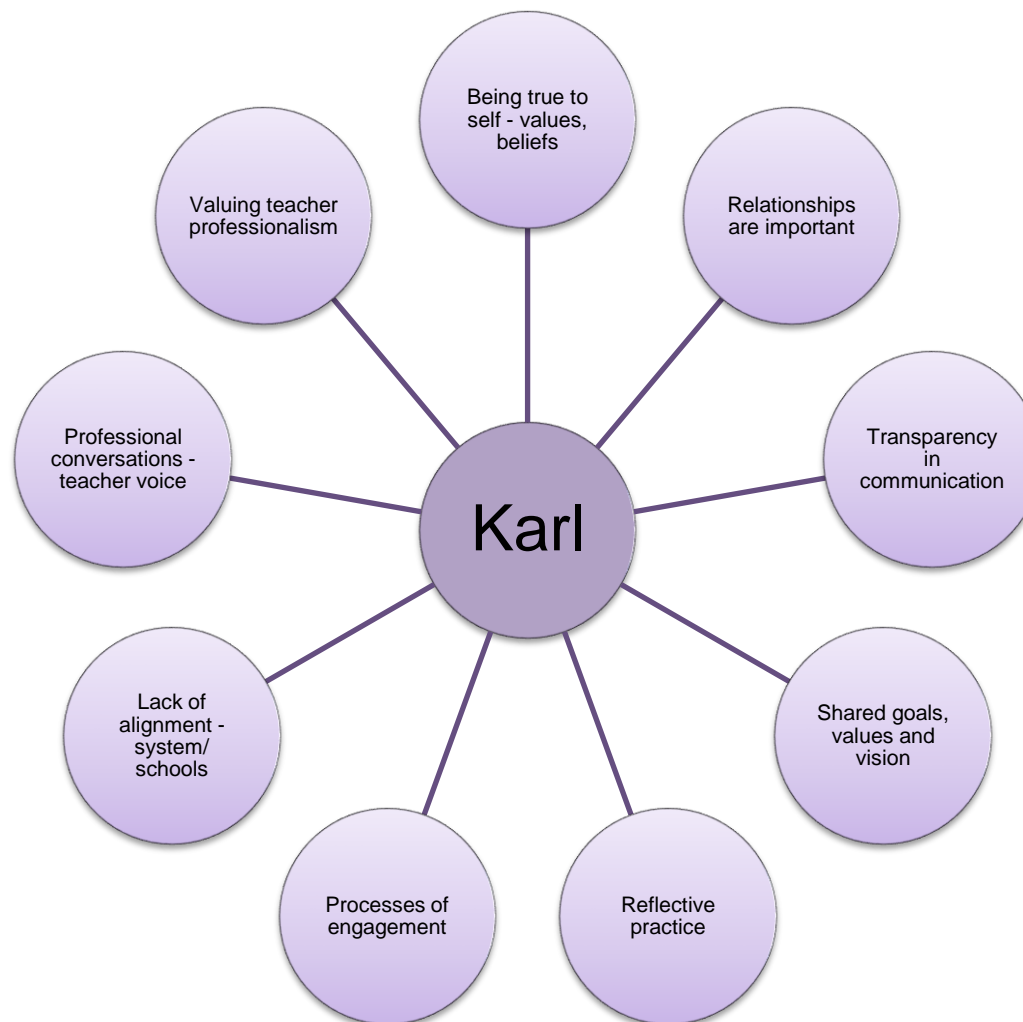 Being true to
self - values,
beliefs
Relationships
are important
Transparency
in
communication
Shared goals,
values and
vision
Reflective
practice
Processes of
engagement
Lack of
alignment -
system/
schools
Professional
conversations -
teacher voice
Valuing teacher
professionalism
Karl